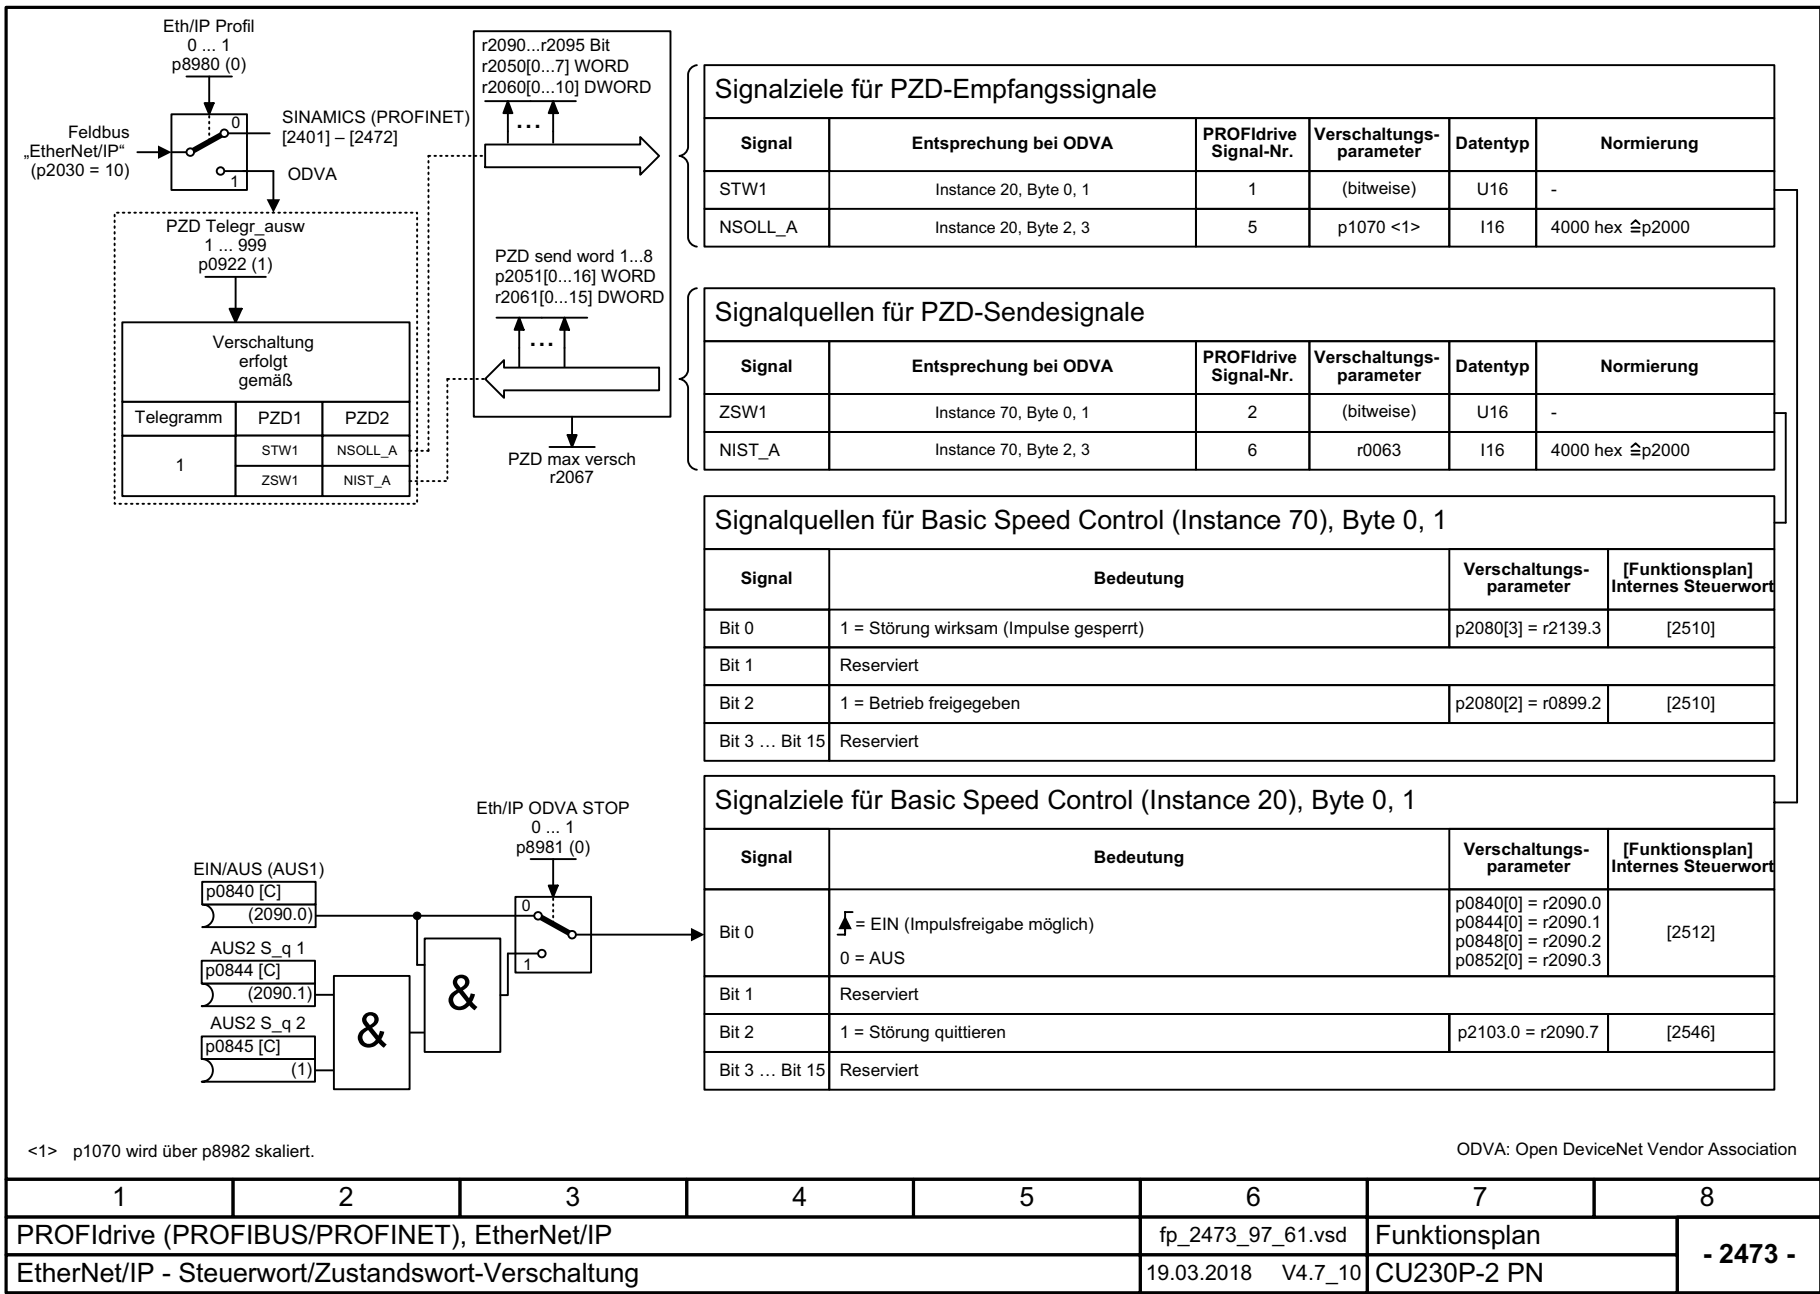 Eth/IP Profil
0 ... 1
p8980 (0)
0
SINAMICS (PROFINET)
[2401] – [2472]
Feldbus
„EtherNet/IP“
(p2030 = 10)
1
ODVA
PZD Telegr_ausw
1 ... 999
p0922 (1)
Verschaltung
erfolgt
gemäß
Telegramm PZD1 PZD2
1 STW1 NSOLL_A
ZSW1 NIST_A
r2090...r2095 Bit
r2050[0...7] WORD
r2060[0...10] DWORD
...
PZD send word 1...8
p2051[0...16] WORD
r2061[0...15] DWORD
...
PZD max versch
r2067
Signalziele für PZD-Empfangssignale
Signal Entsprechung bei ODVA PROFIdrive Signal-Nr. Verschaltungs-parameter Datentyp Normierung
STW1 Instance 20, Byte 0, 1 1 (bitweise) U16 -
NSOLL_A Instance 20, Byte 2, 3 5 p1070 <1> I16 4000 hex ≙p2000
Signalquellen für PZD-Sendesignale
Signal Entsprechung bei ODVA PROFIdrive Signal-Nr. Verschaltungs-parameter Datentyp Normierung
ZSW1 Instance 70, Byte 0, 1 2 (bitweise) U16 -
NIST_A Instance 70, Byte 2, 3 6 r0063 I16 4000 hex ≙p2000
Signalquellen für Basic Speed Control (Instance 70), Byte 0, 1
Signal Bedeutung Verschaltungs-parameter [Funktionsplan] Internes Steuerwort
Bit 0 1 = Störung wirksam (Impulse gesperrt) p2080[3] = r2139.3 [2510]
Bit 1 Reserviert
Bit 2 1 = Betrieb freigegeben p2080[2] = r0899.2 [2510]
Bit 3 … Bit 15 Reserviert
Signalziele für Basic Speed Control (Instance 20), Byte 0, 1
Signal Bedeutung Verschaltungs-parameter [Funktionsplan] Internes Steuerwort
Bit 0 = EIN (Impulsfreigabe möglich)
0 = AUS
p0840[0] = r2090.0
p0844[0] = r2090.1
p0848[0] = r2090.2
p0852[0] = r2090.3
[2512]
Bit 1 Reserviert
Bit 2 1 = Störung quittieren p2103.0 = r2090.7 [2546]
Bit 3 … Bit 15 Reserviert
Eth/IP ODVA STOP
0 ... 1
p8981 (0)
0
1
EIN/AUS (AUS1)
p0840 [C]
(2090.0)
AUS2 S_q 1
p0844 [C]
(2090.1)
AUS2 S_q 2
p0845 [C]
(1)
&
&
<1> p1070 wird über p8982 skaliert.
ODVA: Open DeviceNet Vendor Association
1 2 3 4 5 6 7 8
PROFIdrive (PROFIBUS/PROFINET), EtherNet/IP fp_2473_97_61.vsd Funktionsplan
- 2473 -
EtherNet/IP - Steuerwort/Zustandswort-Verschaltung 19.03.2018 V4.7_10 CU230P-2 PN